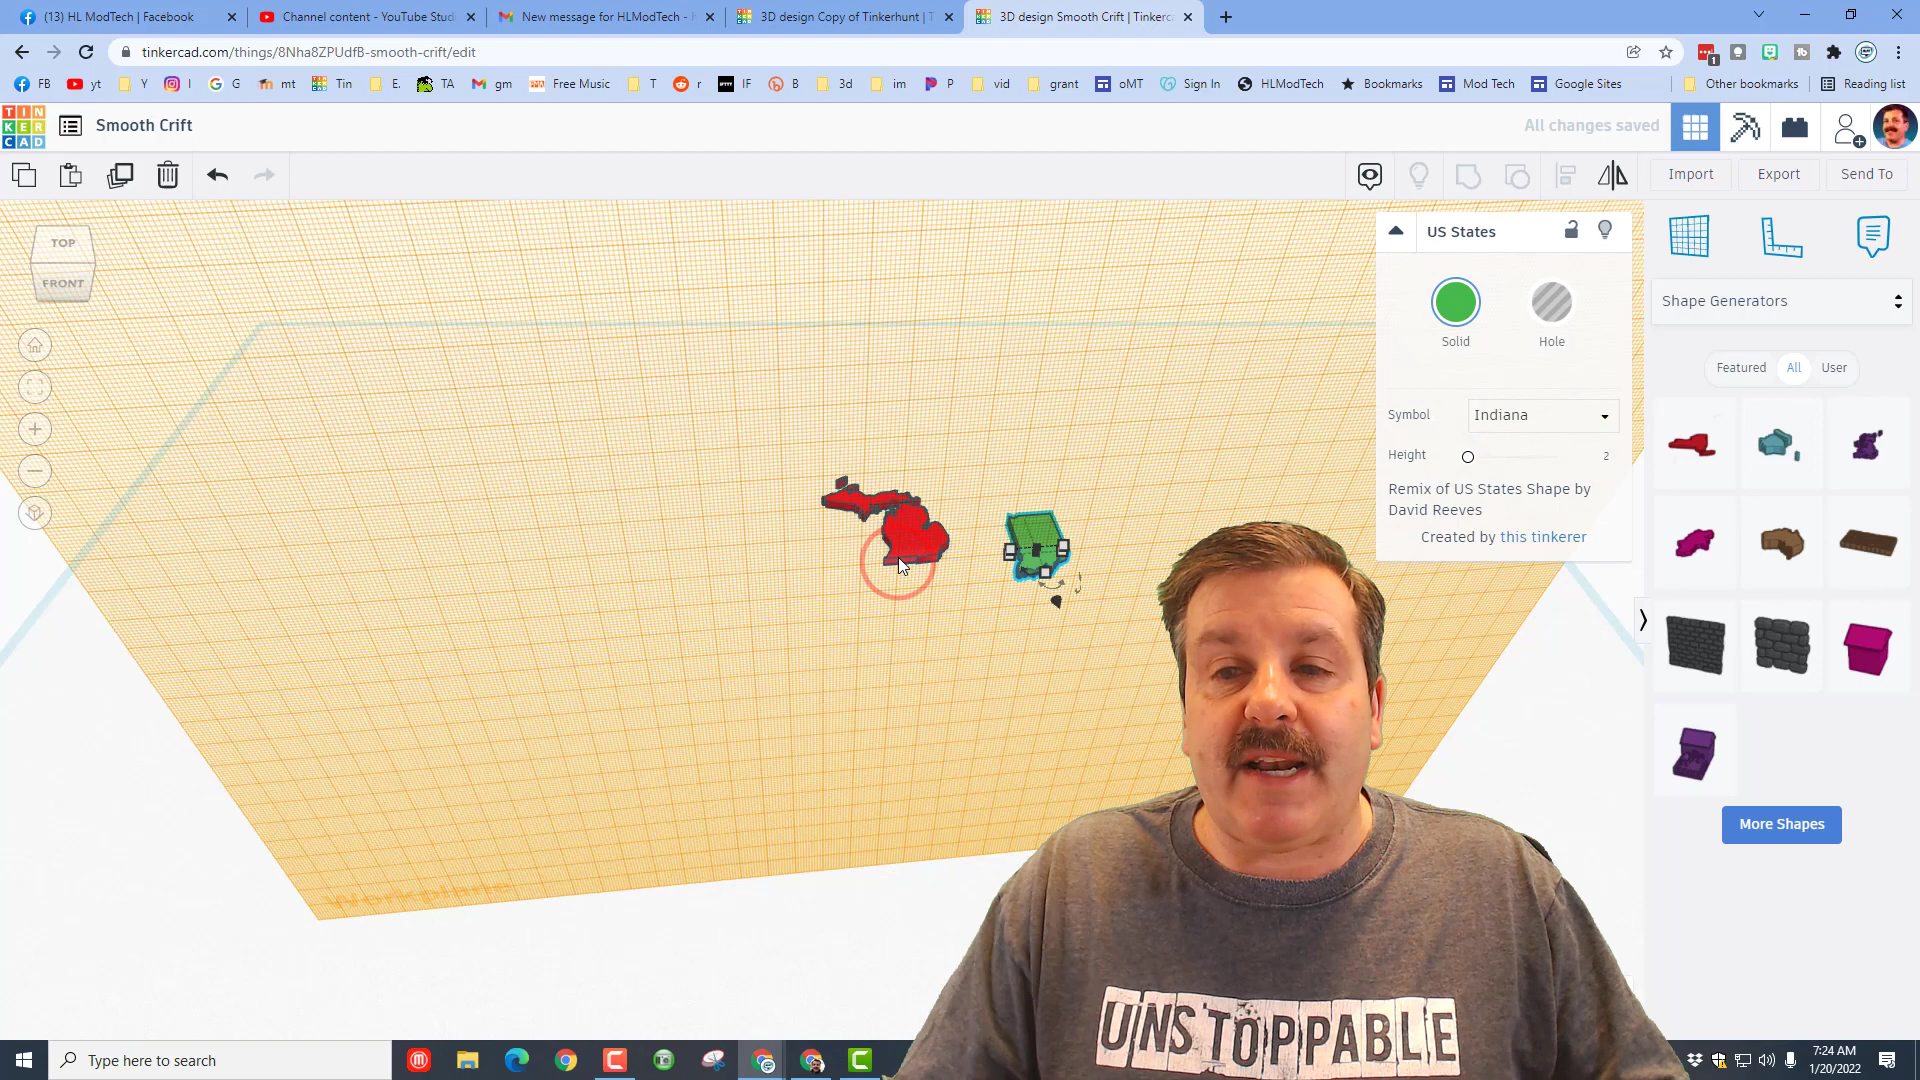 (13) HL ModTech | Facebook
Channel content - YouTube Stud
New message for HLModTech -
3D design Copy of Tinkerhunt | T
3D design Smooth Crift | Tinkerc
tinkercad.com/things/8Nha8ZPUdfB-smooth-crift/edit
1
FB
yt
Y
I
G
mt
Tin
E.
TA
gm
Free Music
T
r
IF
B
3d
im
P
vid
grant
oMT
Sign In
HLModTech
Bookmarks
Mod Tech
Google Sites
Other bookmarks
Reading list
TIN
KER
CAD
Smooth Crift
All changes saved
Import
Export
Send To
TOP
FRONT
US States
Solid
Hole
Symbol
Indiana
Height
2
Remix of US States Shape by
David Reeves
Created by this tinkerer
Shape Generators
Featured
All
User
More Shapes
Workplane
UNSTOPPABLE
Type here to search
7:24 AM
1/20/2022